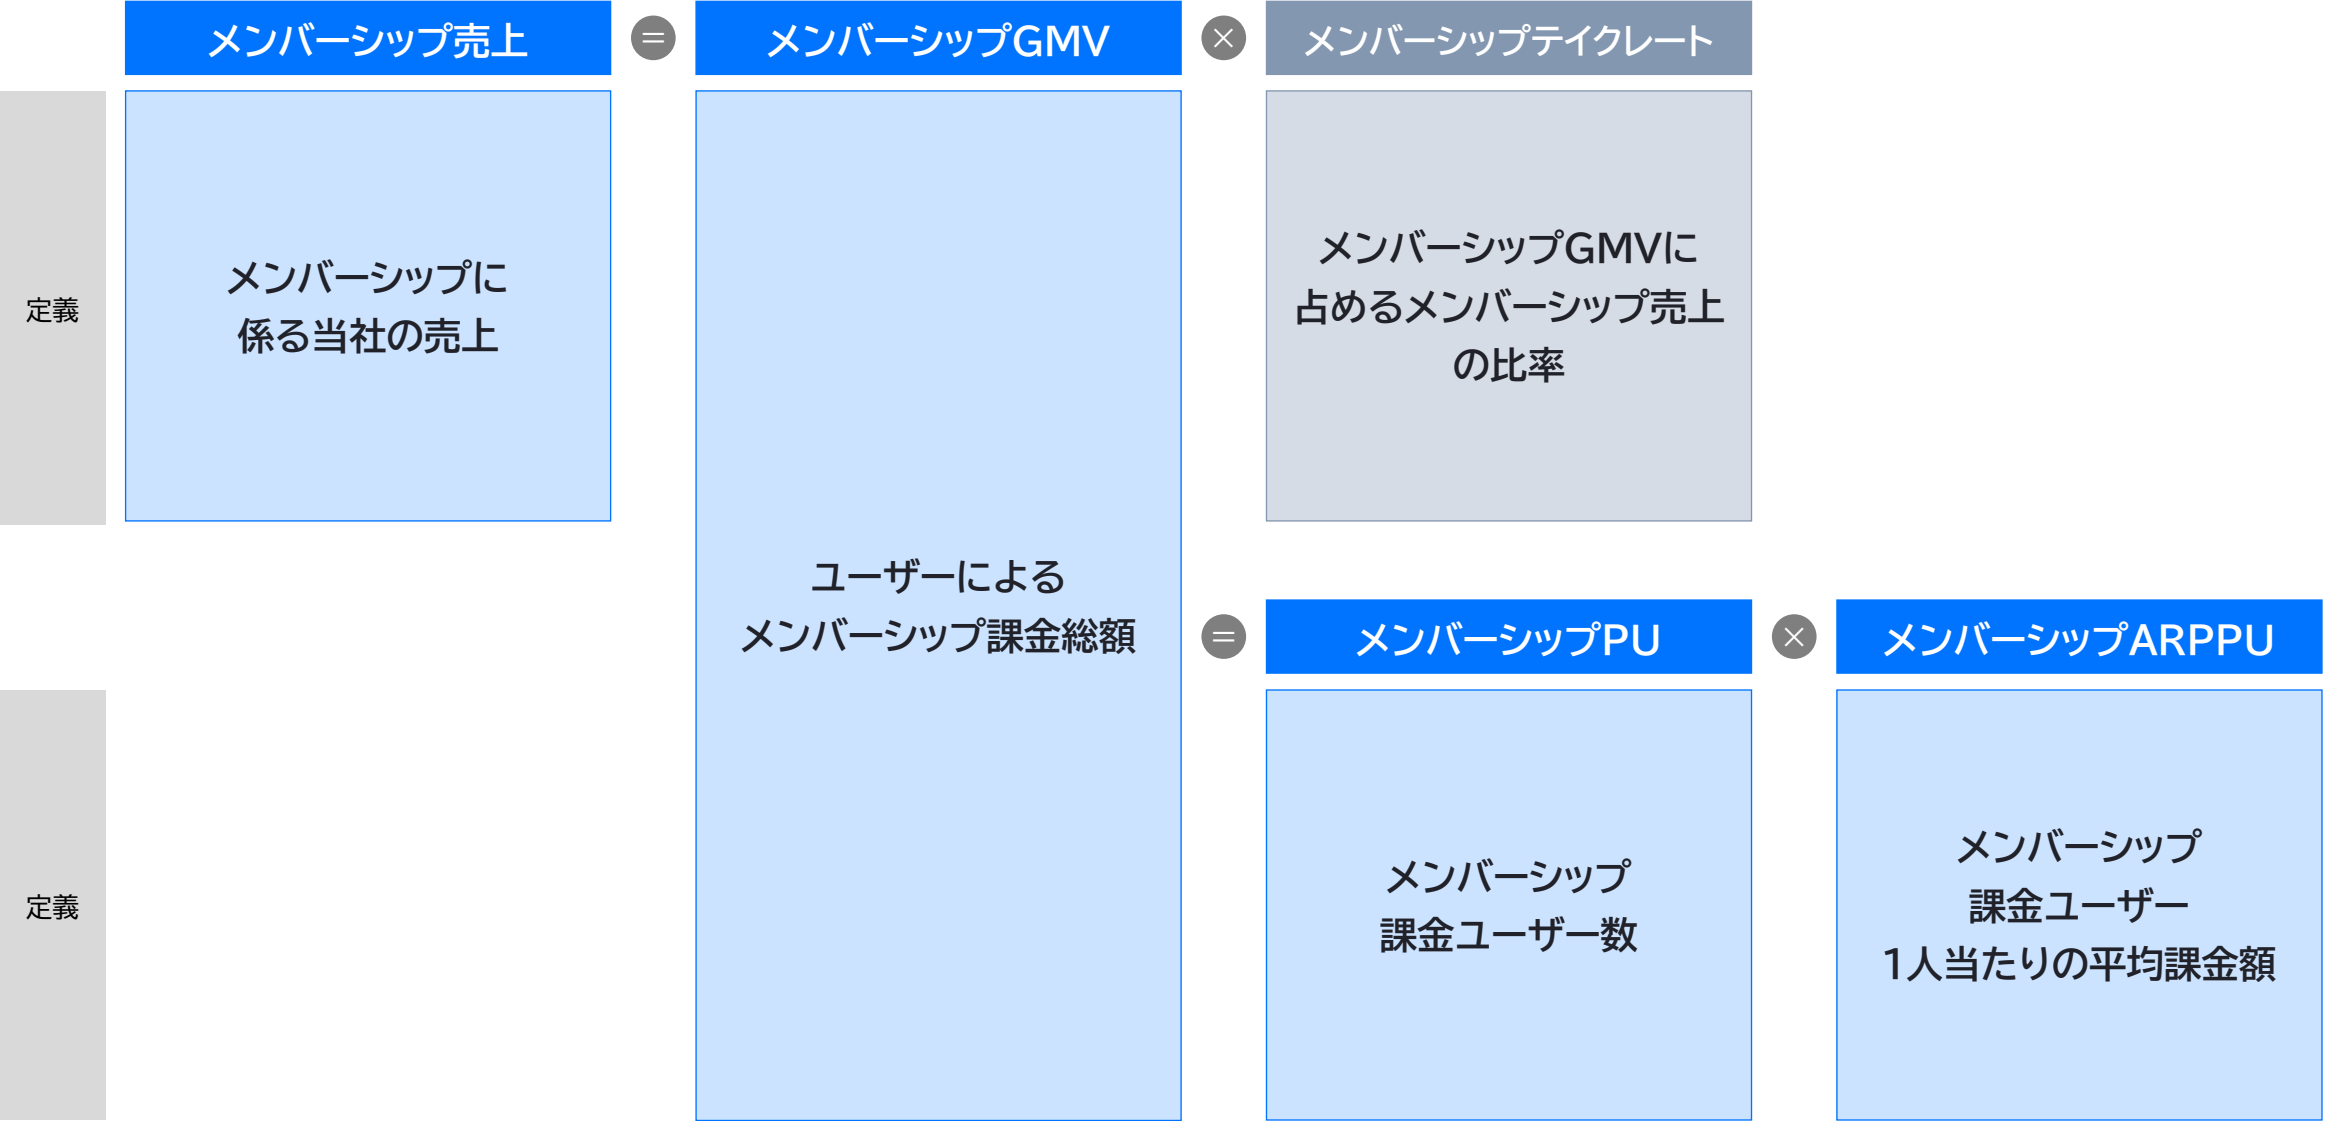 メンバーシップ売上
=
メンバーシップGMV
×
メンバーシップテイクレート
定義
メンバーシップに
係る当社の売上
ユーザーによる
メンバーシップ課金総額
メンバーシップGMVに
占めるメンバーシップ売上
の比率
=
メンバーシップPU
×
メンバーシップARPPU
定義
メンバーシップ
課金ユーザー数
メンバーシップ
課金ユーザー
1人当たりの平均課金額